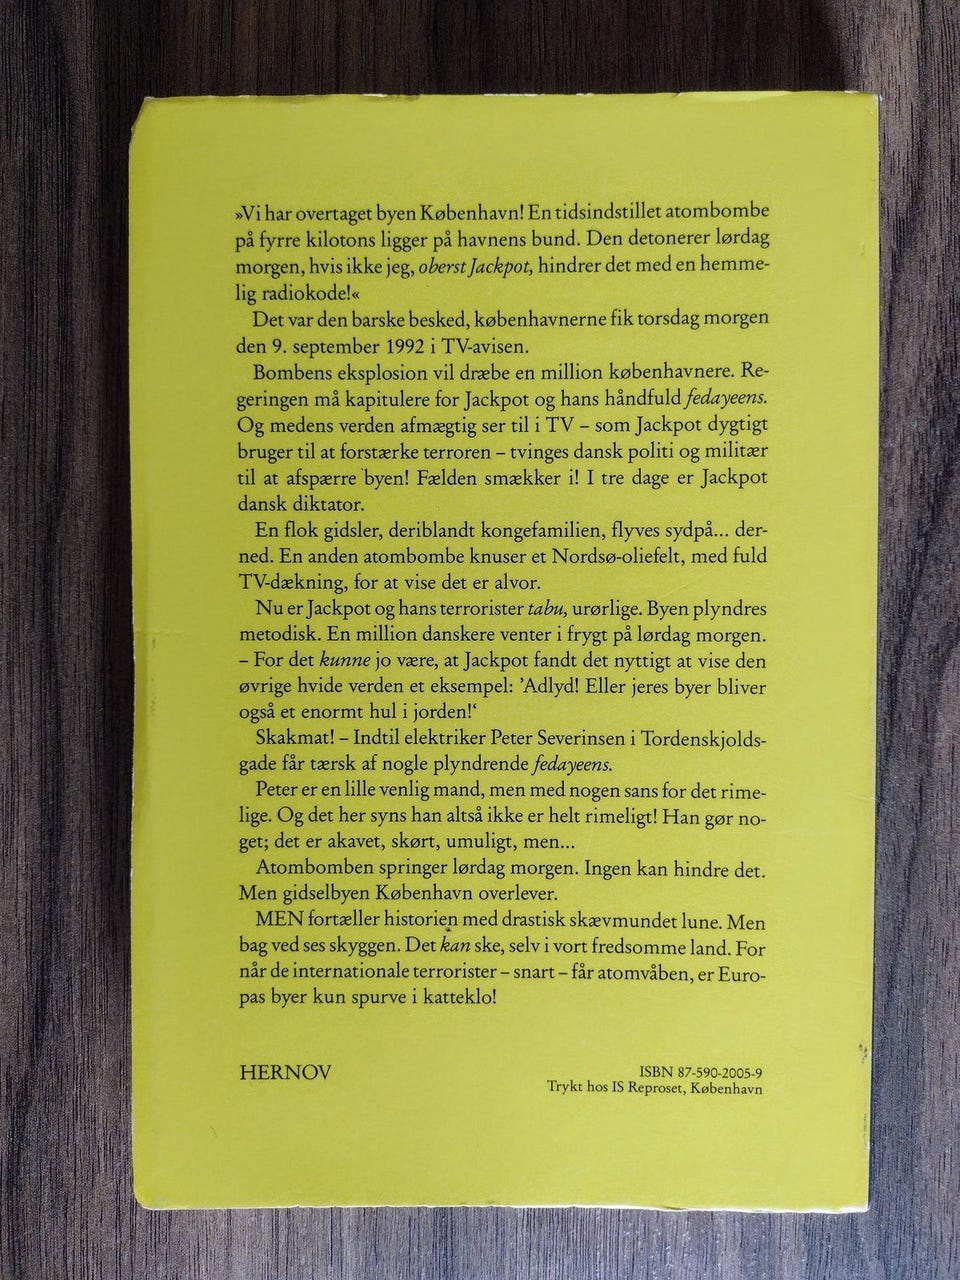 »Vi har overtaget byen København! En tidsindstillet atombombe
på fyrre kilotons ligger på havnens bund. Den detonerer lørdag
morgen, hvis ikke jeg, oberst Jackpot, hindrer det med en hemme-
lig radiokode!«
Det var den barske besked, københavnerne fik torsdag morgen
den 9. september 1992 i TV-avisen.
Bombens eksplosion vil dræbe en million københavnere. Re-
geringen må kapitulere for Jackpot og hans håndfuld fedayeens.
Og medens verden afmægtig ser til i TV – som Jackpot dygtigt
bruger til at forstærke terroren – tvinges dansk politi og militær
til at afspærre byen! Fælden smækker i! I tre dage er Jackpot
dansk diktator.
En flok gidsler, deriblandt kongefamilien, flyves sydpå... der-
ned. En anden atombombe knuser et Nordsø-oliefelt, med fuld
TV-dækning, for at vise det er alvor.
Nu er Jackpot og hans terrorister tabu, urørlige. Byen plyndres
metodisk. En million danskere venter i frygt på lørdag morgen.
– For det kunne jo være, at Jackpot fandt det nyttigt at vise den
øvrige hvide verden et eksempel: ’Adlyd! Eller jeres byer bliver
også et enormt hul i jorden!‘
Skakmat! – Indtil elektriker Peter Severinsen i Tordenskjolds-
gade får tærsk af nogle plyndrende fedayeens.
Peter er en lille venlig mand, men med nogen sans for det rime-
lige. Og det her syns han altså ikke er helt rimeligt! Han gør no-
get; det er akavet, skørt, umuligt, men...
Atombomben springer lørdag morgen. Ingen kan hindre det.
Men gidselbyen København overlever.
MEN fortæller historien med drastisk skævmundet lune. Men
bag ved ses skyggen. Det kan ske, selv i vort fredsomme land. For
når de internationale terrorister – snart – får atomvåben, er Euro-
pas byer kun spurve i katteklo!
HERNOV
ISBN 87-590-2005-9
Trykt hos IS Reproset, København